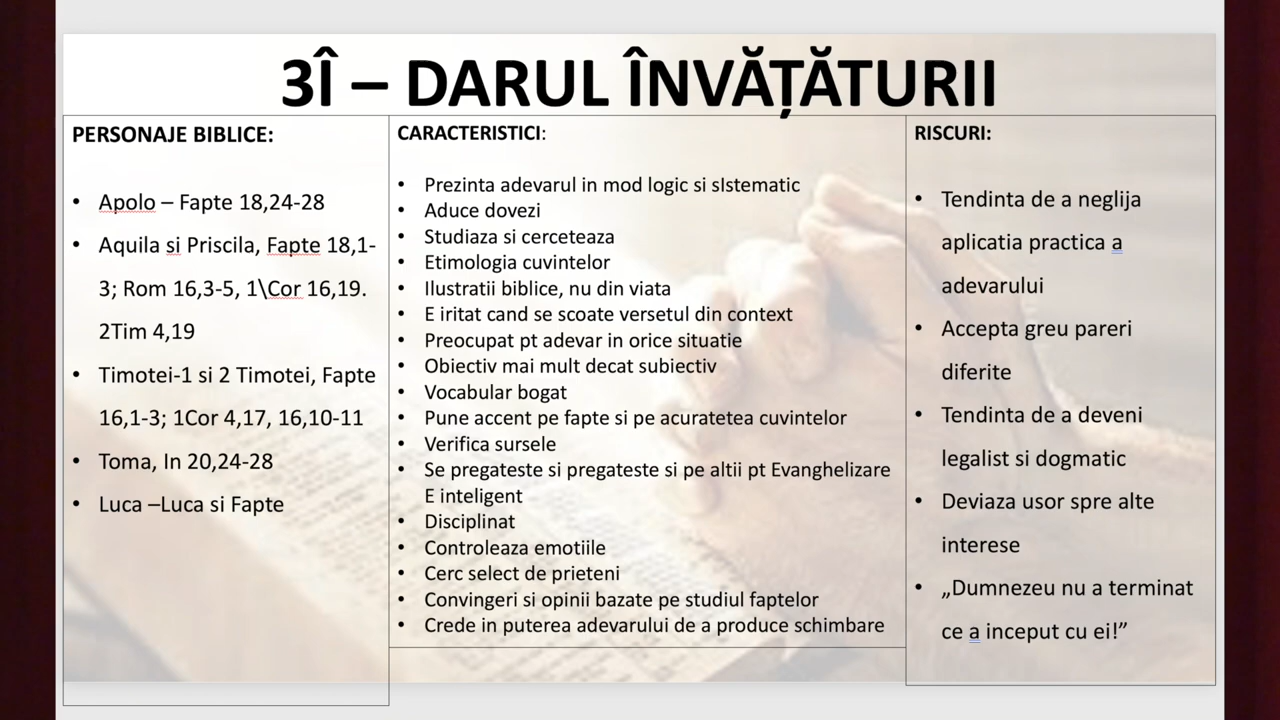 3Î – DARUL ÎNVĂȚĂTURII
PERSONAJE BIBLICE:
• Apolo – Fapte 18,24-28
• Aquila si Priscila, Fapte 18,1-
3; Rom 16,3-5, 1\Cor 16,19.
2Tim 4,19
• Timotei-1 si 2 Timotei, Fapte
16,1-3; 1Cor 4,17, 16,10-11
• Toma, In 20,24-28
• Luca –Luca si Fapte
CARACTERISTICI:
• Prezinta adevarul in mod logic si sIstematic
• Aduce dovezi
• Studiaza si cerceteaza
• Etimologia cuvintelor
• Ilustratii biblice, nu din viata
• E iritat cand se scoate versetul din context
• Preocupat pt adevar in orice situatie
• Obiectiv mai mult decat subiectiv
• Vocabular bogat
• Pune accent pe fapte si pe acuratetea cuvintelor
• Verifica sursele
• Se pregateste si pregateste si pe altii pt Evanghelizare
E inteligent
• Disciplinat
• Controleaza emotiile
• Cerc select de prieteni
• Convingeri si opinii bazate pe studiul faptelor
• Crede in puterea adevarului de a produce schimbare
RISCURI:
• Tendinta de a neglija
aplicatia practica a
adevarului
• Accepta greu pareri
diferite
• Tendinta de a deveni
legalist si dogmatic
• Deviaza usor spre alte
interese
• „Dumnezeu nu a terminat
ce a inceput cu ei!”